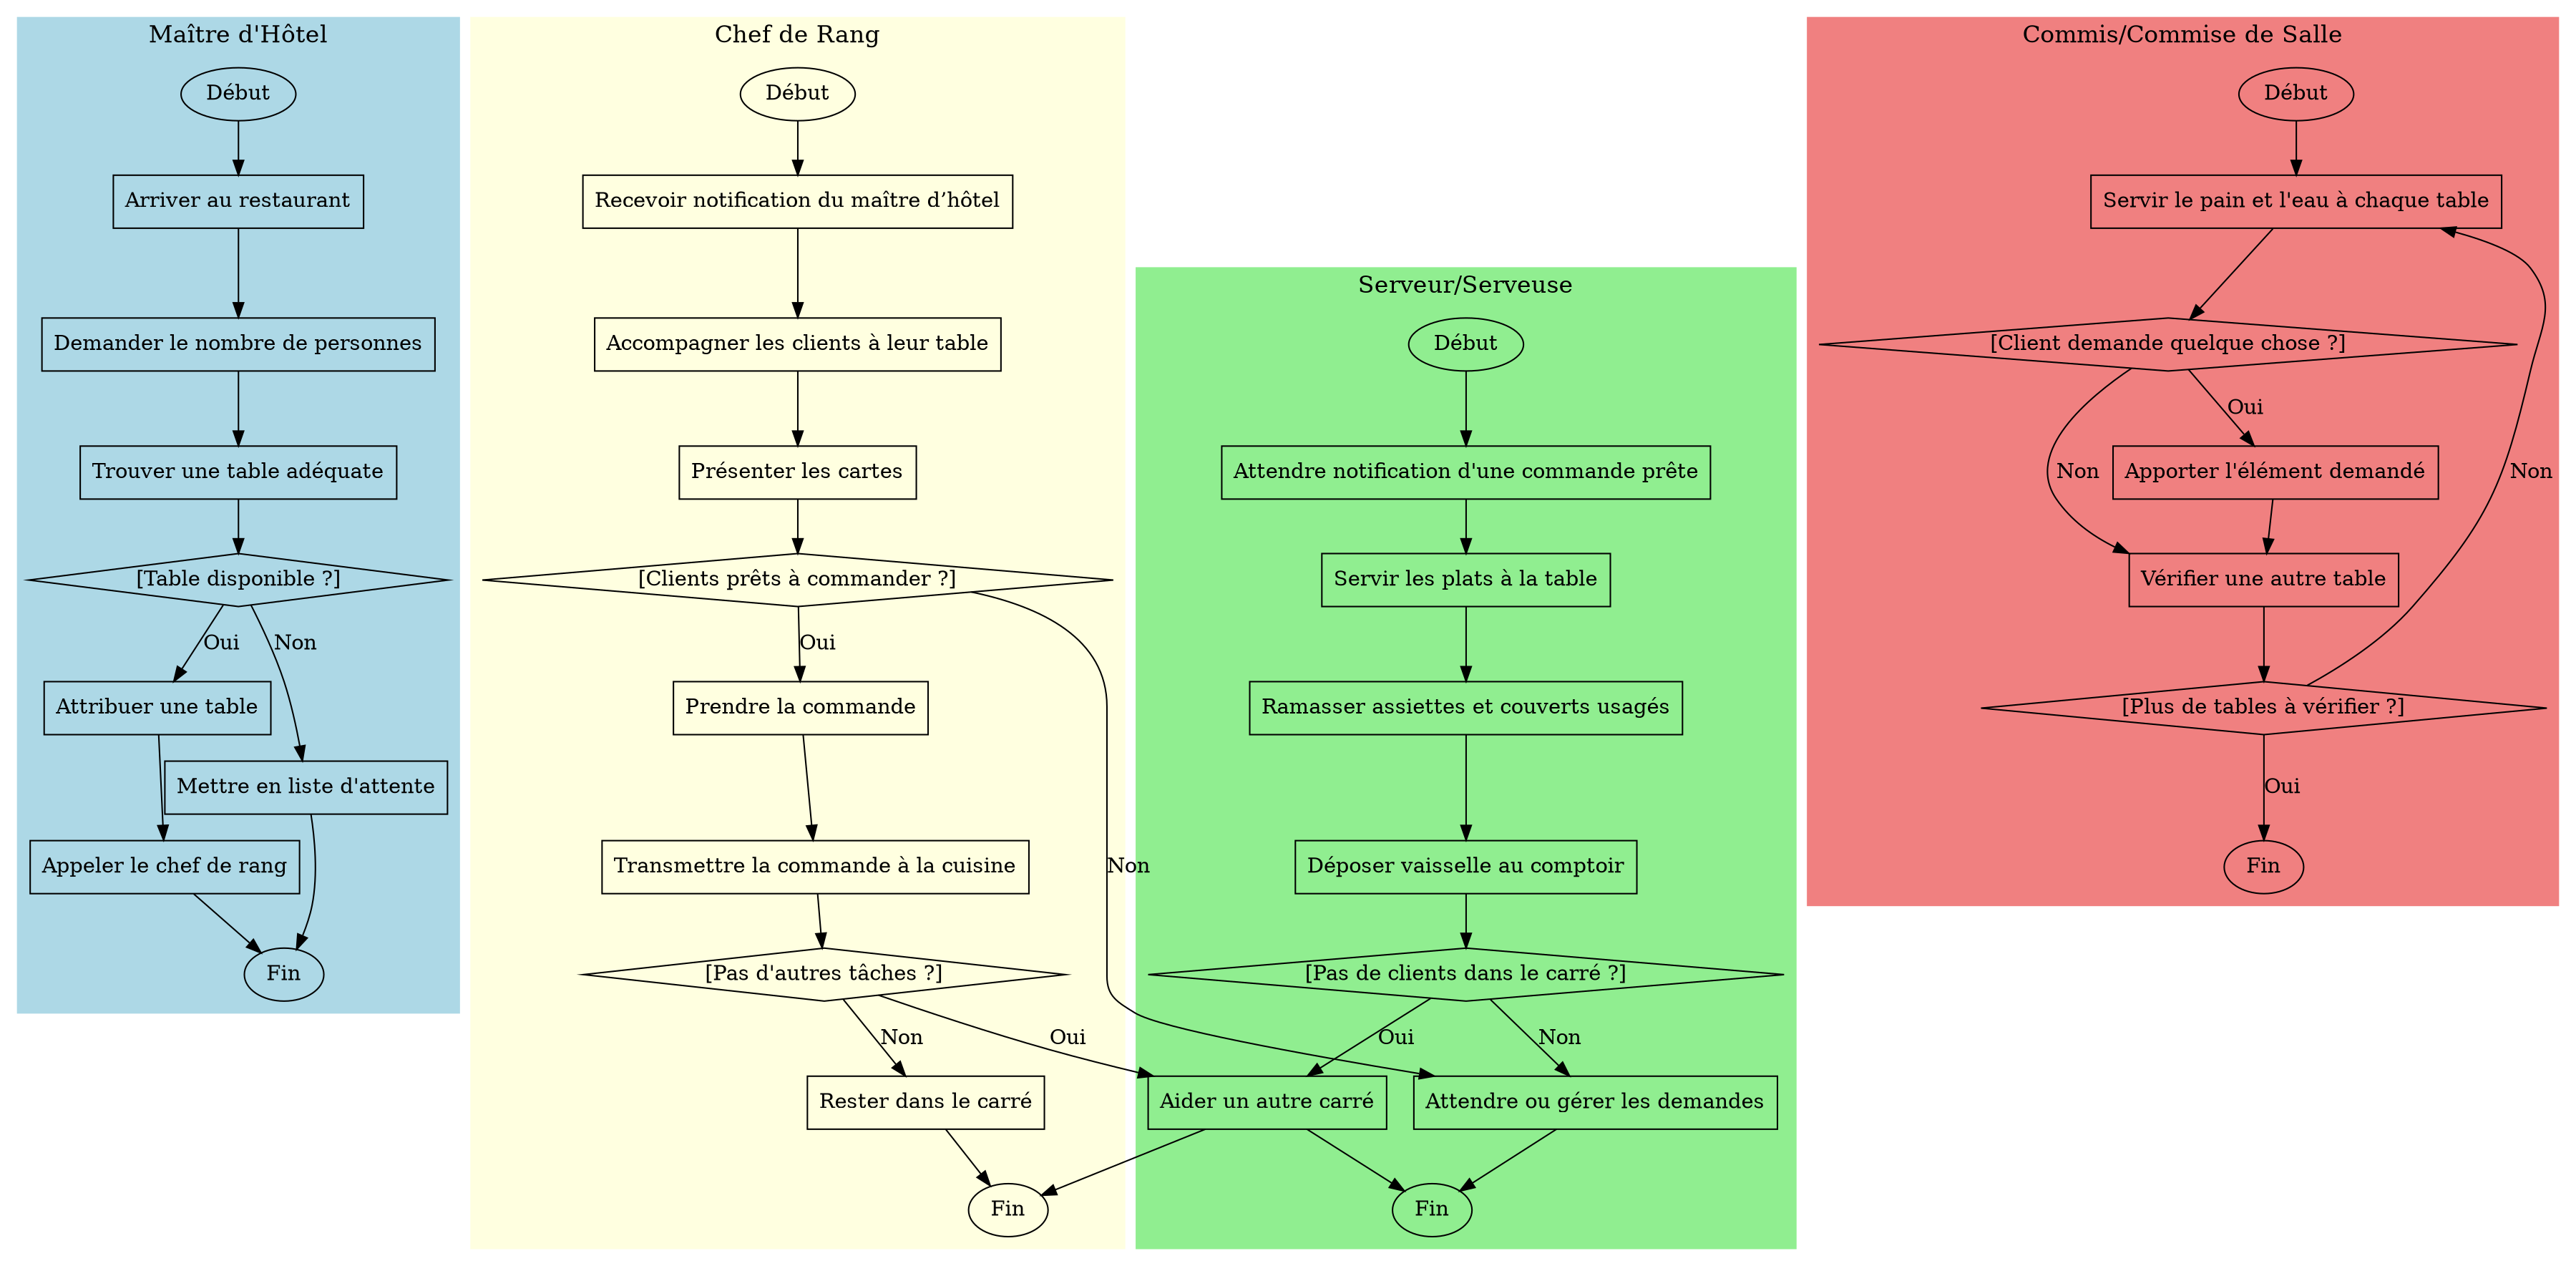 Maître d'Hôtel
Début
Arriver au restaurant
Demander le nombre de personnes
Trouver une table adéquate
[Table disponible ?]
Oui
Non
Attribuer une table
Mettre en liste d'attente
Appeler le chef de rang
Fin
Chef de Rang
Début
Recevoir notification du maître d’hôtel
Accompagner les clients à leur table
Présenter les cartes
[Clients prêts à commander ?]
Oui
Prendre la commande
Transmettre la commande à la cuisine
Non
[Pas d'autres tâches ?]
Non
Oui
Rester dans le carré
Fin
Serveur/Serveuse
Début
Attendre notification d'une commande prête
Servir les plats à la table
Ramasser assiettes et couverts usagés
Déposer vaisselle au comptoir
[Pas de clients dans le carré ?]
Oui
Non
Aider un autre carré
Attendre ou gérer les demandes
Fin
Commis/Commise de Salle
Début
Servir le pain et l'eau à chaque table
[Client demande quelque chose ?]
Oui
Non
Apporter l'élément demandé
Non
Vérifier une autre table
[Plus de tables à vérifier ?]
Oui
Fin